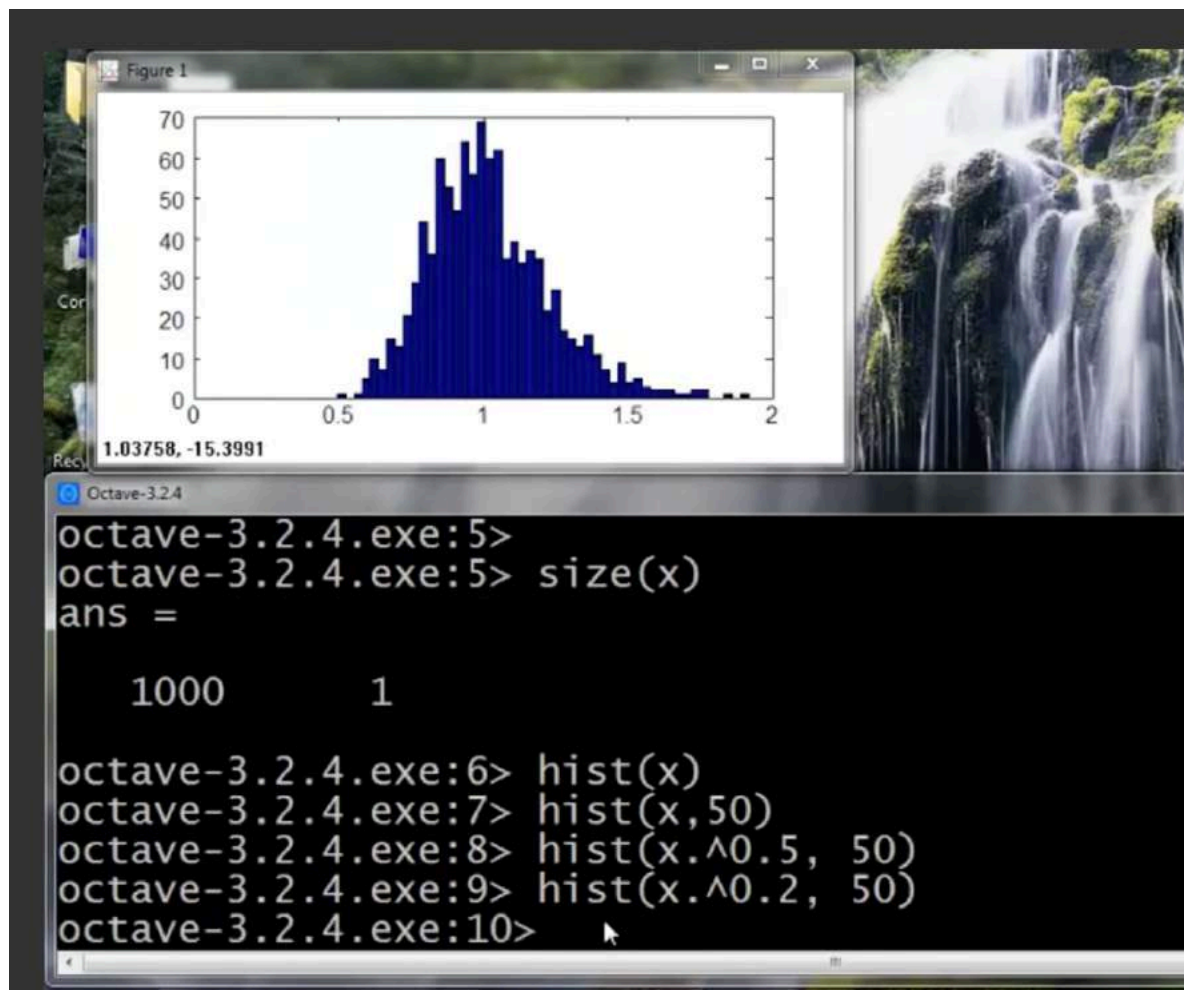 Figure 1
70
60
50
40
30
20
10
0
0 0.5 1 1.5 2
1.03758, -15.3991
Octave-3.2.4
octave-3.2.4.exe:5>
octave-3.2.4.exe:5> size(x)
ans =
1000 1
octave-3.2.4.exe:6> hist(x)
octave-3.2.4.exe:7> hist(x,50)
octave-3.2.4.exe:8> hist(x.^0.5, 50)
octave-3.2.4.exe:9> hist(x.^0.2, 50)
octave-3.2.4.exe:10>